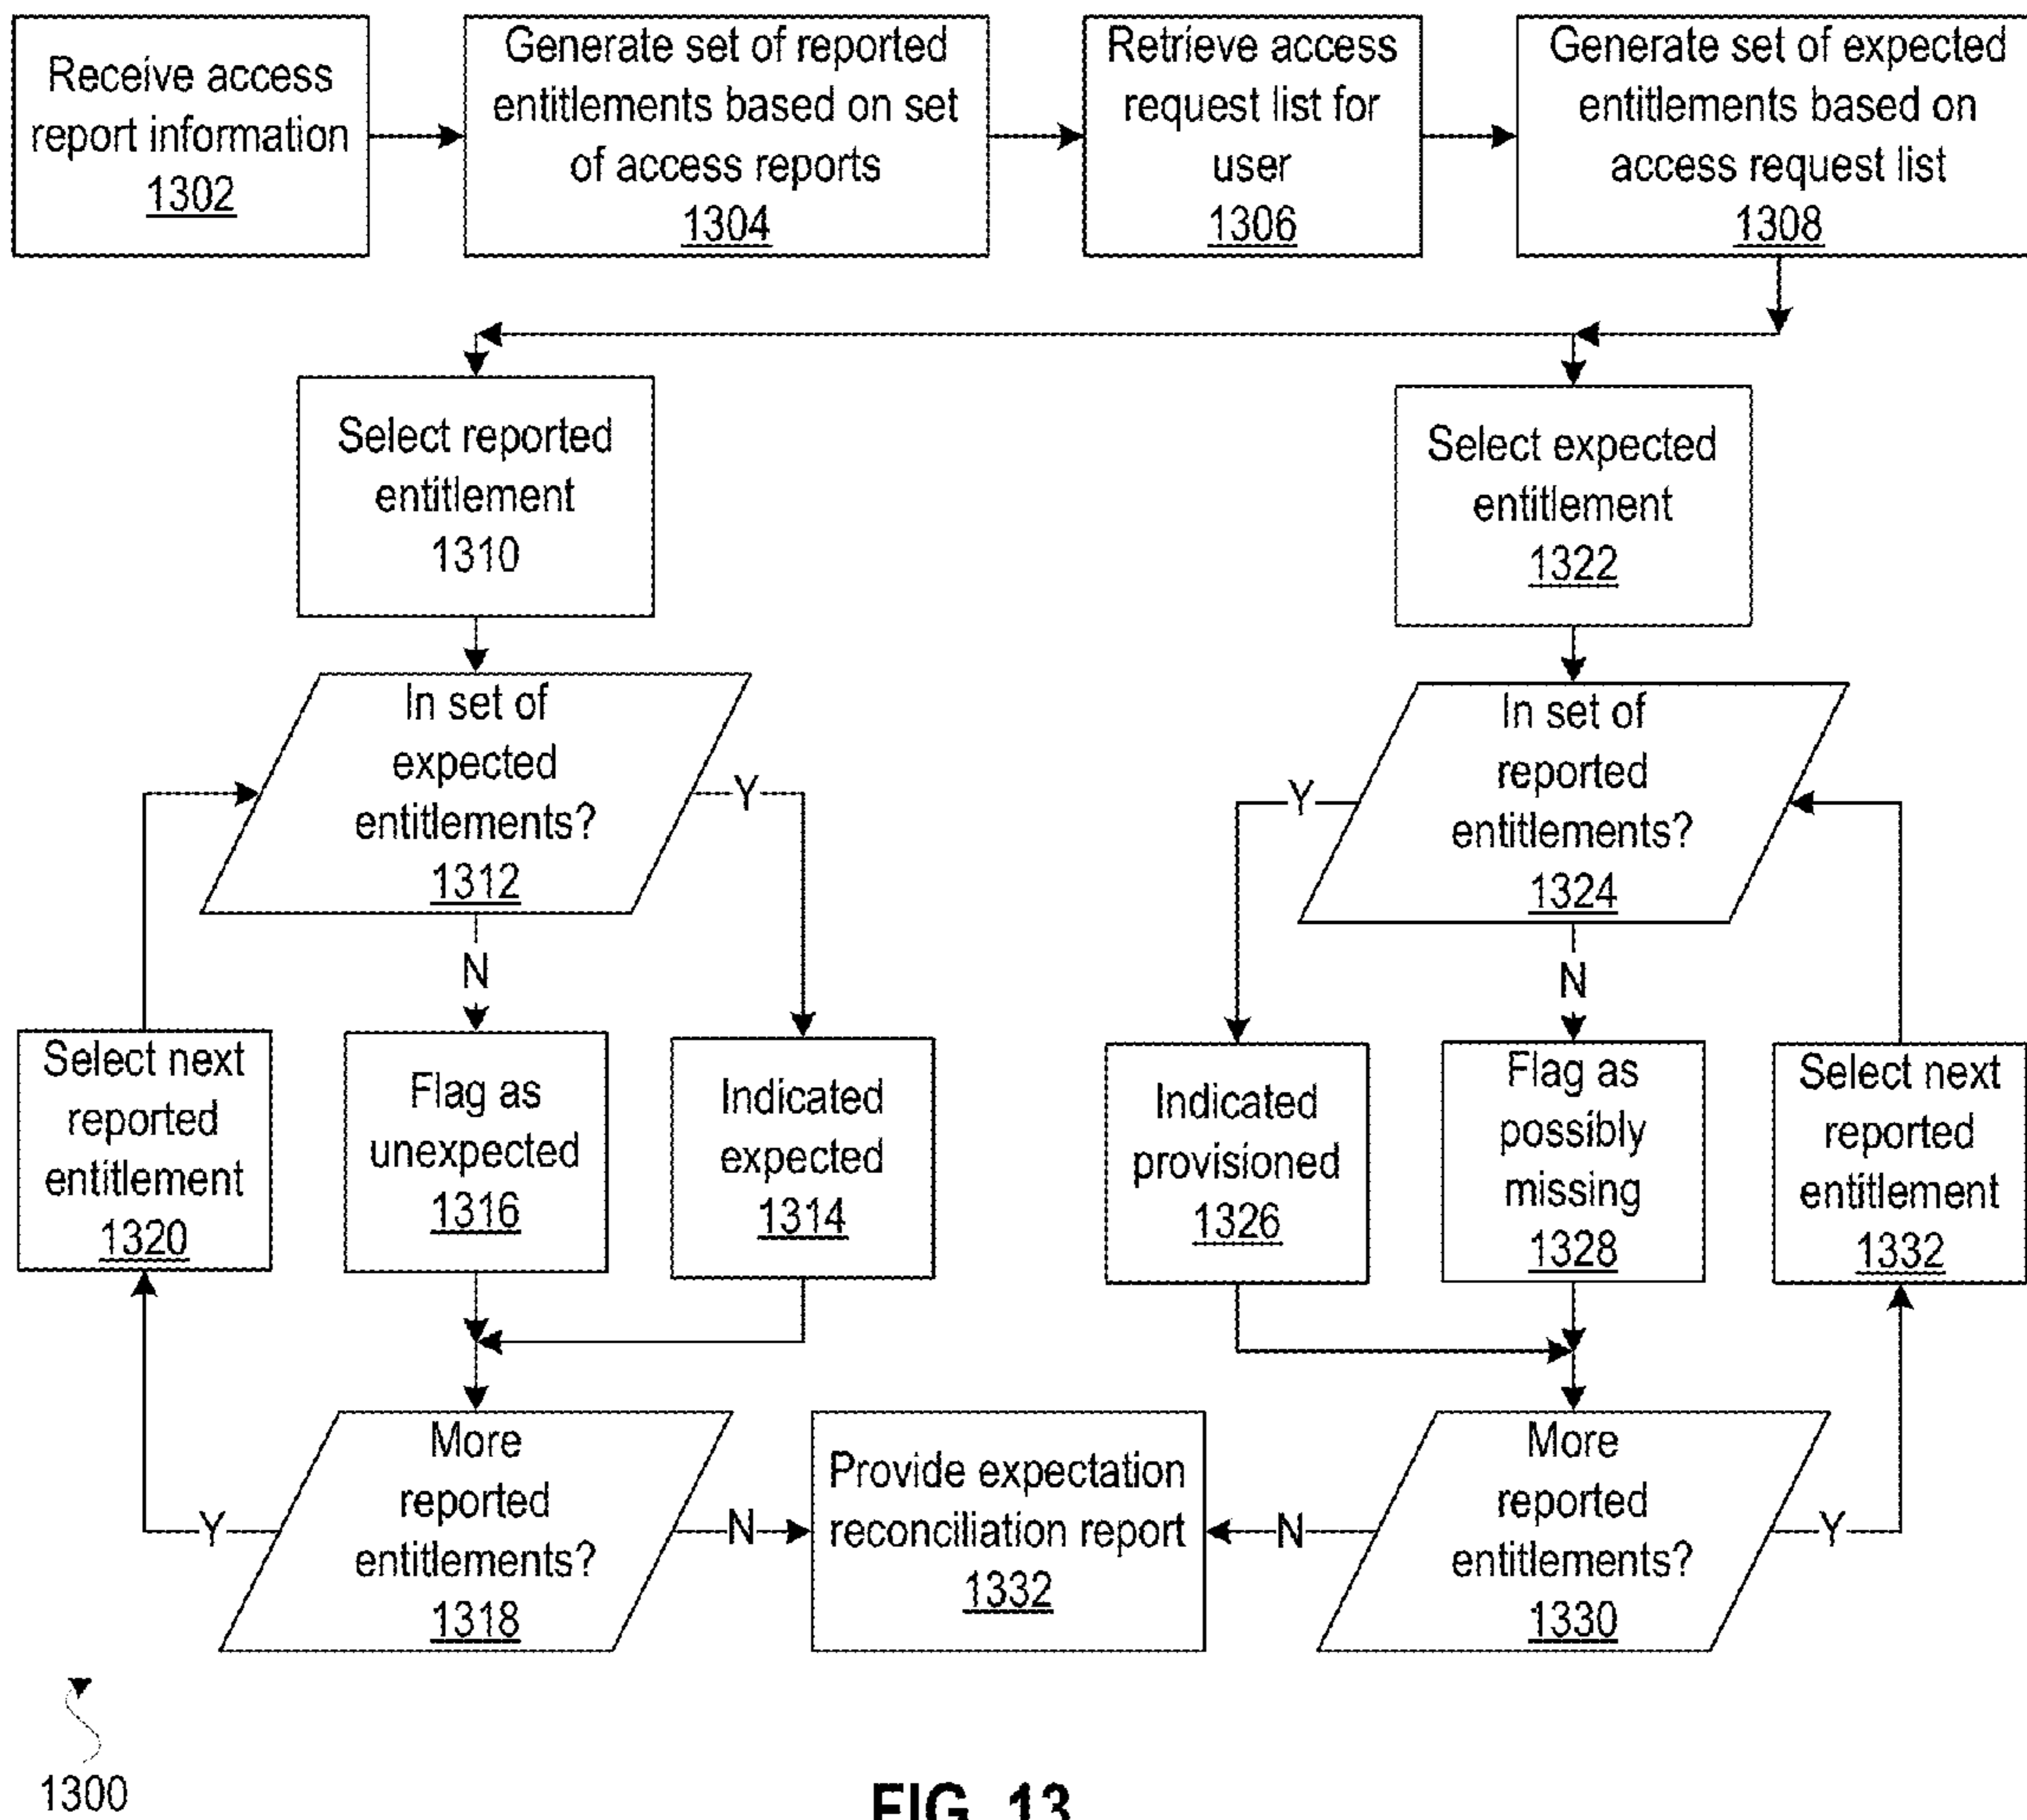 Receive access
report information
1302
Generate set of reported
entitlements based on set
of access reports
1304
Retrieve access
request list for
user
1306
Generate set of expected
entitlements based on
access request list
1308
Select reported
entitlement
1310
Select expected
entitlement
1322
In set of
expected
entitlements?
1312
Y
N
In set of
reported
entitlements?
1324
Y
N
Select next
reported
entitlement
1320
Flag as
unexpected
1316
Indicated
expected
1314
Indicated
provisioned
1326
Flag as
possibly
missing
1328
Select next
reported
entitlement
1332
More
reported
entitlements?
1318
Y
N
Provide expectation
reconciliation report
1332
More
reported
entitlements?
1330
N
Y
1300
FIG. 13